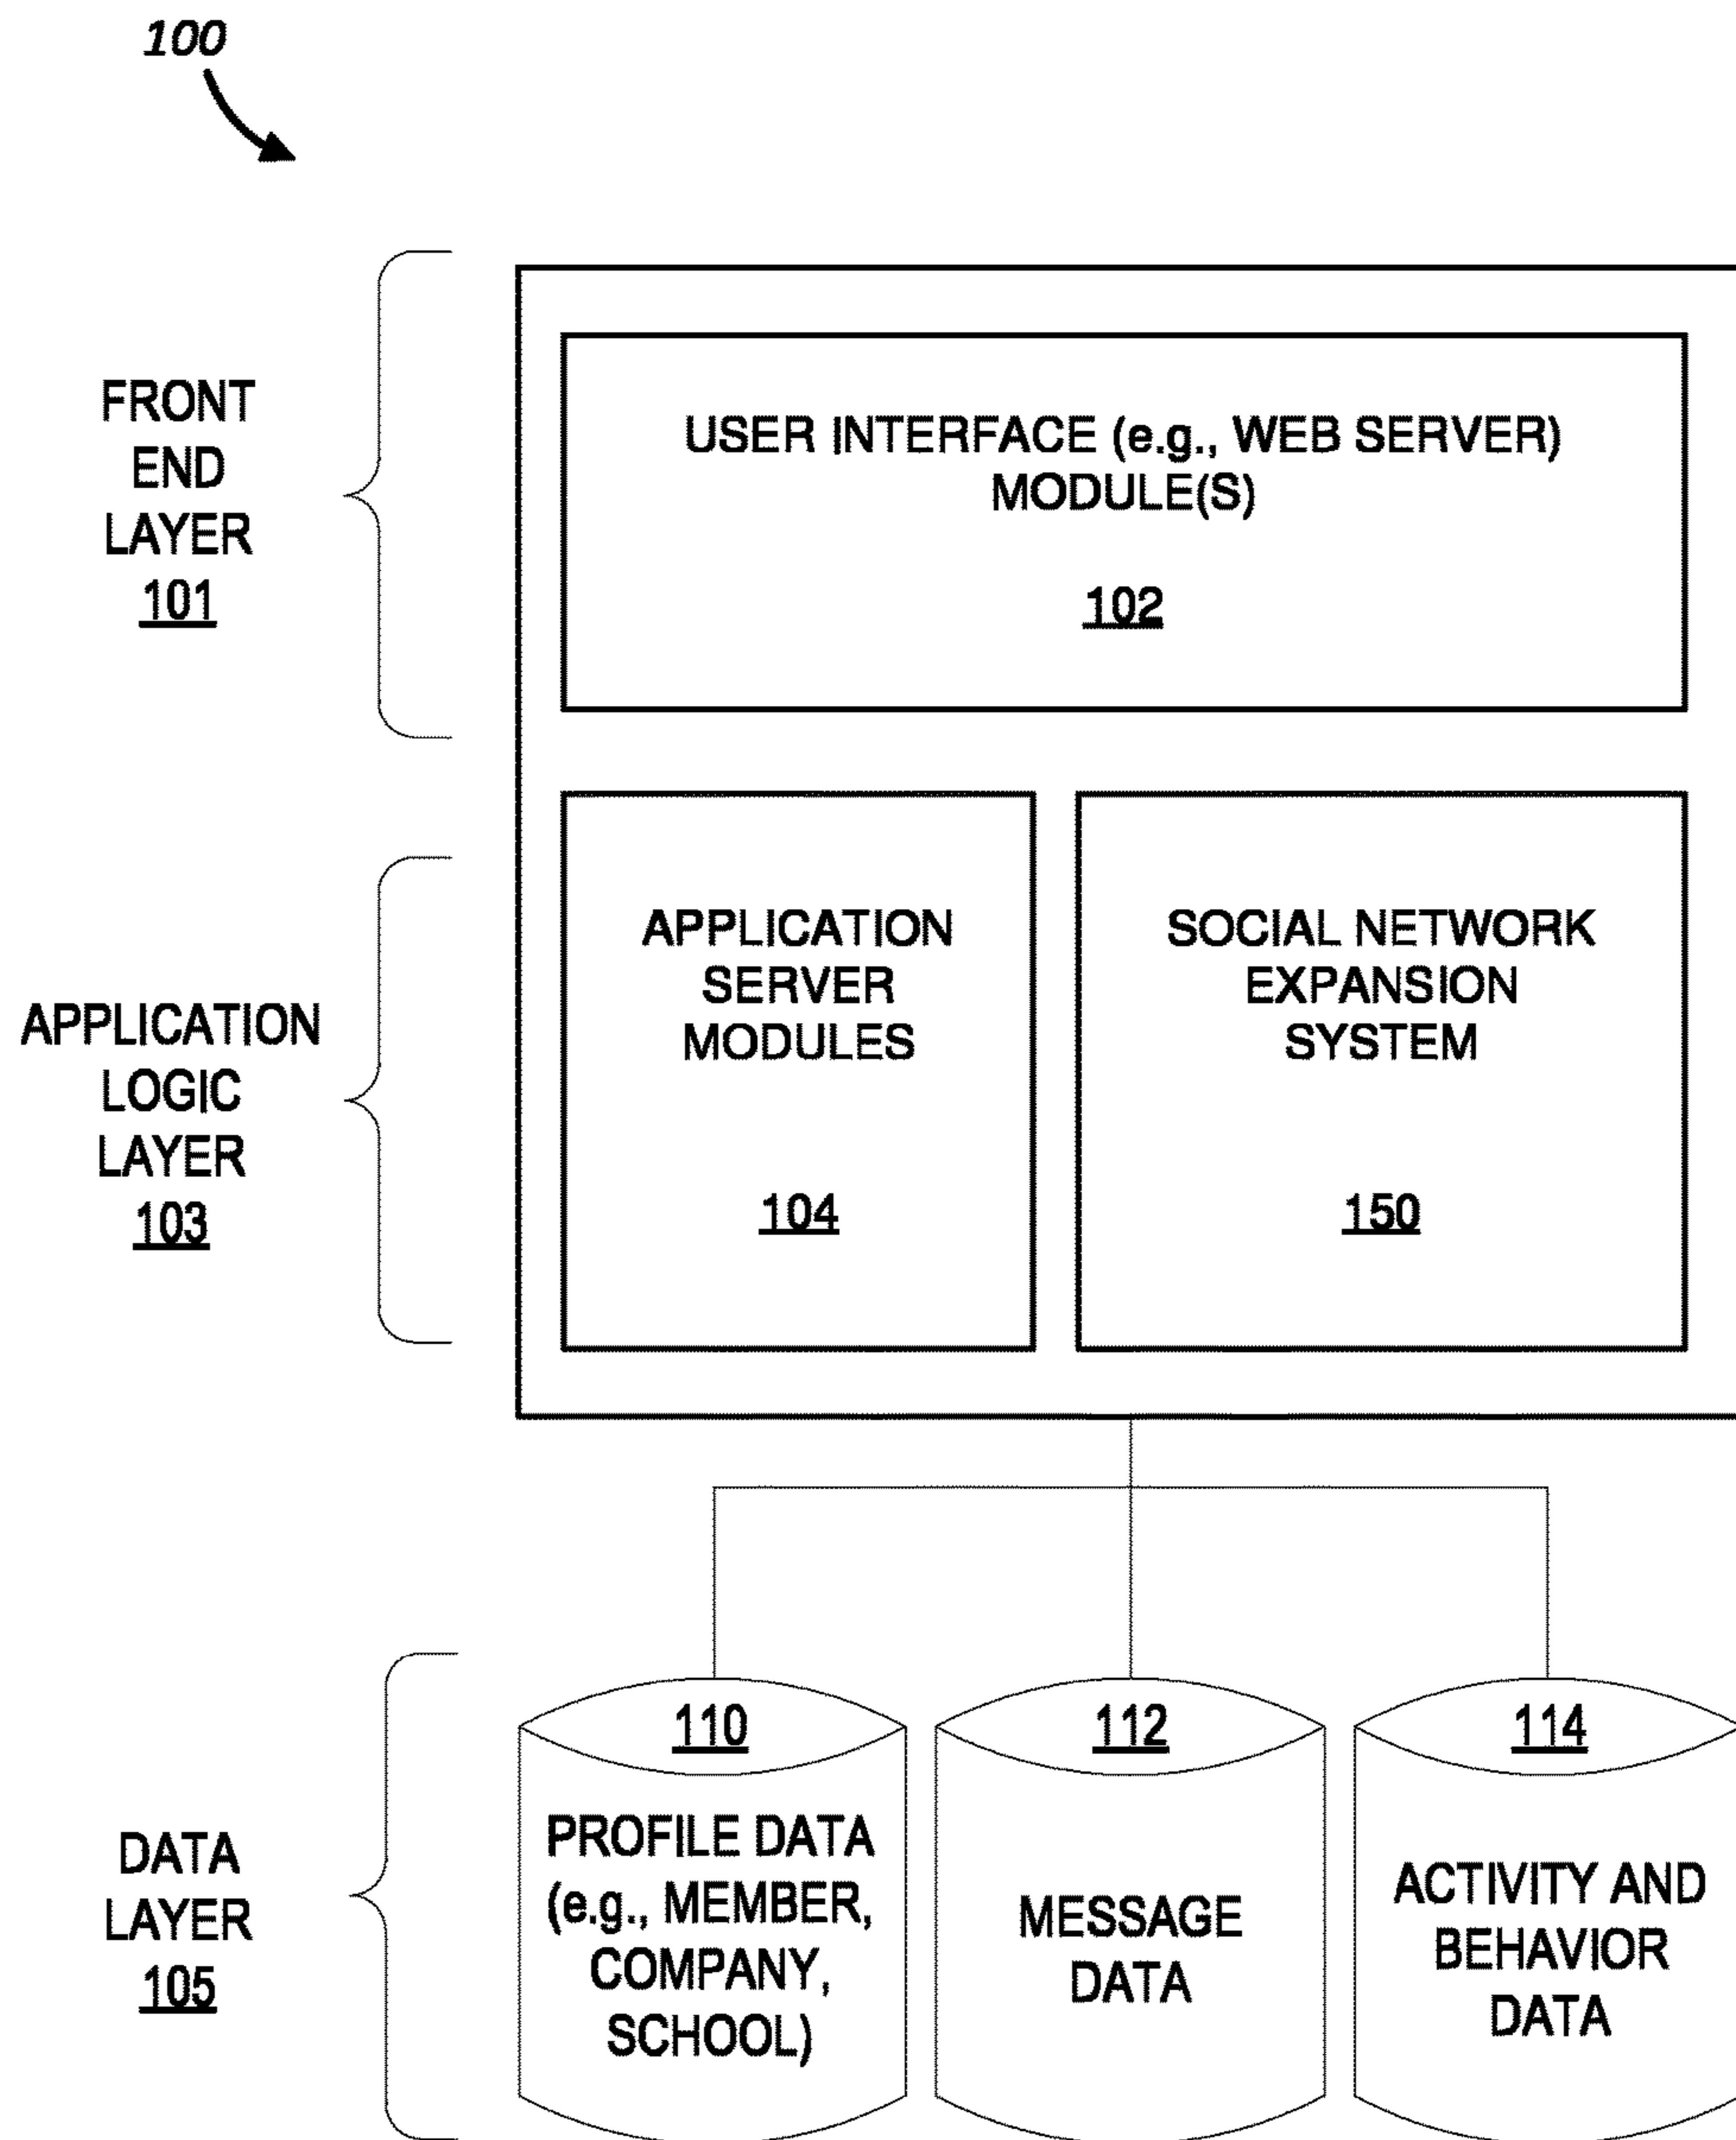 100
FRONT
END
LAYER
101
USER INTERFACE (e.g., WEB SERVER)
MODULE(S)
102
APPLICATION
LOGIC
LAYER
103
APPLICATION
SERVER
MODULES
104
SOCIAL NETWORK
EXPANSION
SYSTEM
150
DATA
LAYER
105
110
PROFILE DATA
(e.g., MEMBER,
COMPANY,
SCHOOL)
112
MESSAGE
DATA
114
ACTIVITY AND
BEHAVIOR
DATA